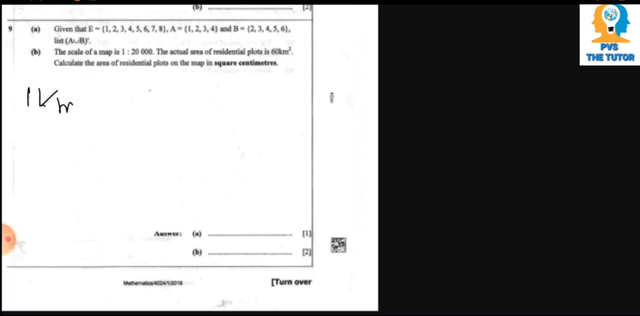 (b) [2]
9 (a) Given that E = {1, 2, 3, 4, 5, 6, 7, 8}, A = {1, 2, 3, 4} and B = {2, 3, 4, 5, 6},
list (A∪B)'.
(b) The scale of a map is 1 : 20 000. The actual area of residential plots is 60km².
Calculate the area of residential plots on the map in square centimetres.
1km
Answer: (a) [1]
(b) [2]
Mathematics/4024/1/2018
[Turn over
PVS
THE TUTOR